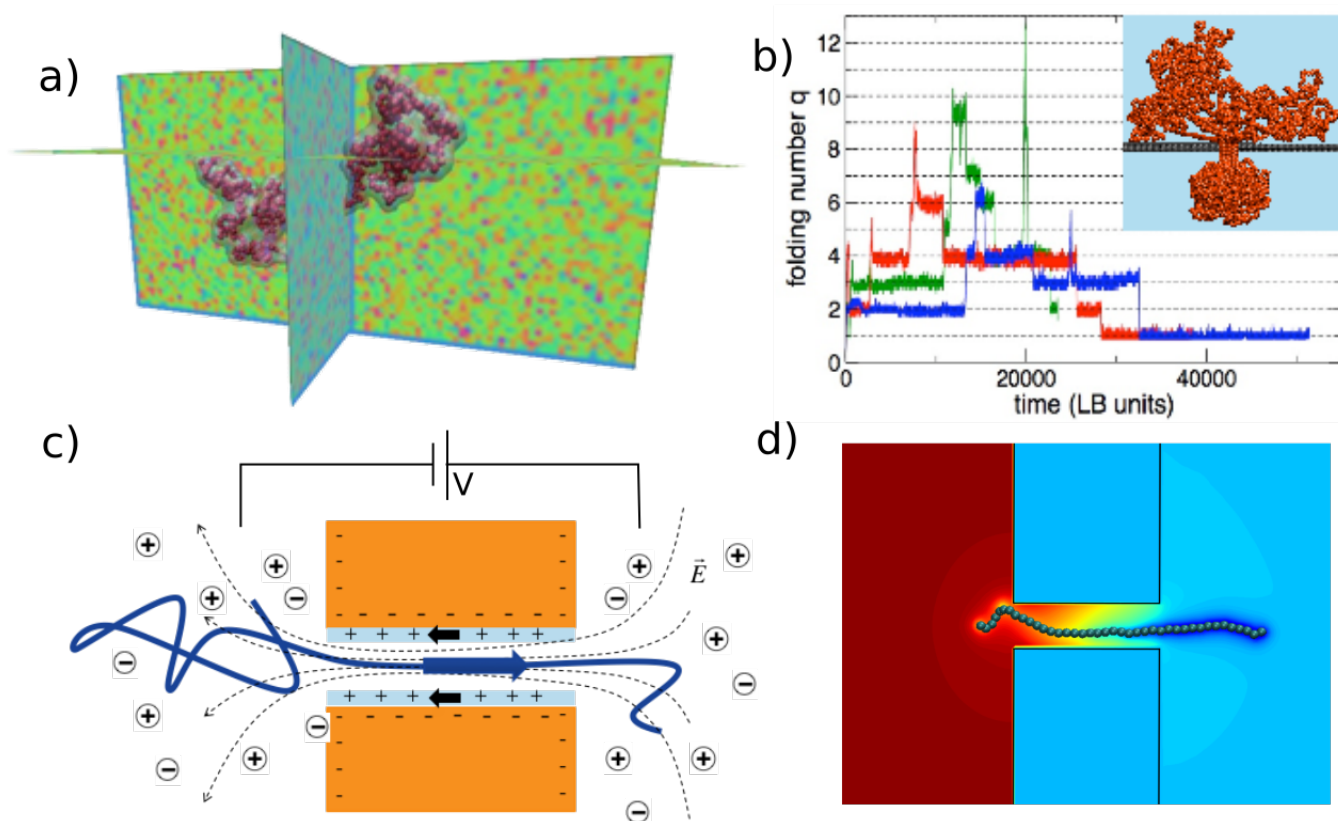 a)
b)
folding number q
12
10
8
6
4
2
0
0 20000 40000
time (LB units)
c)
V
+ + - + - + - +
- -
- -
- -
- - - - - -
+ + + + + +
E
+ + + + + +
- - - - - -
- -
- -
- -
- + - + - + - + + -
d)